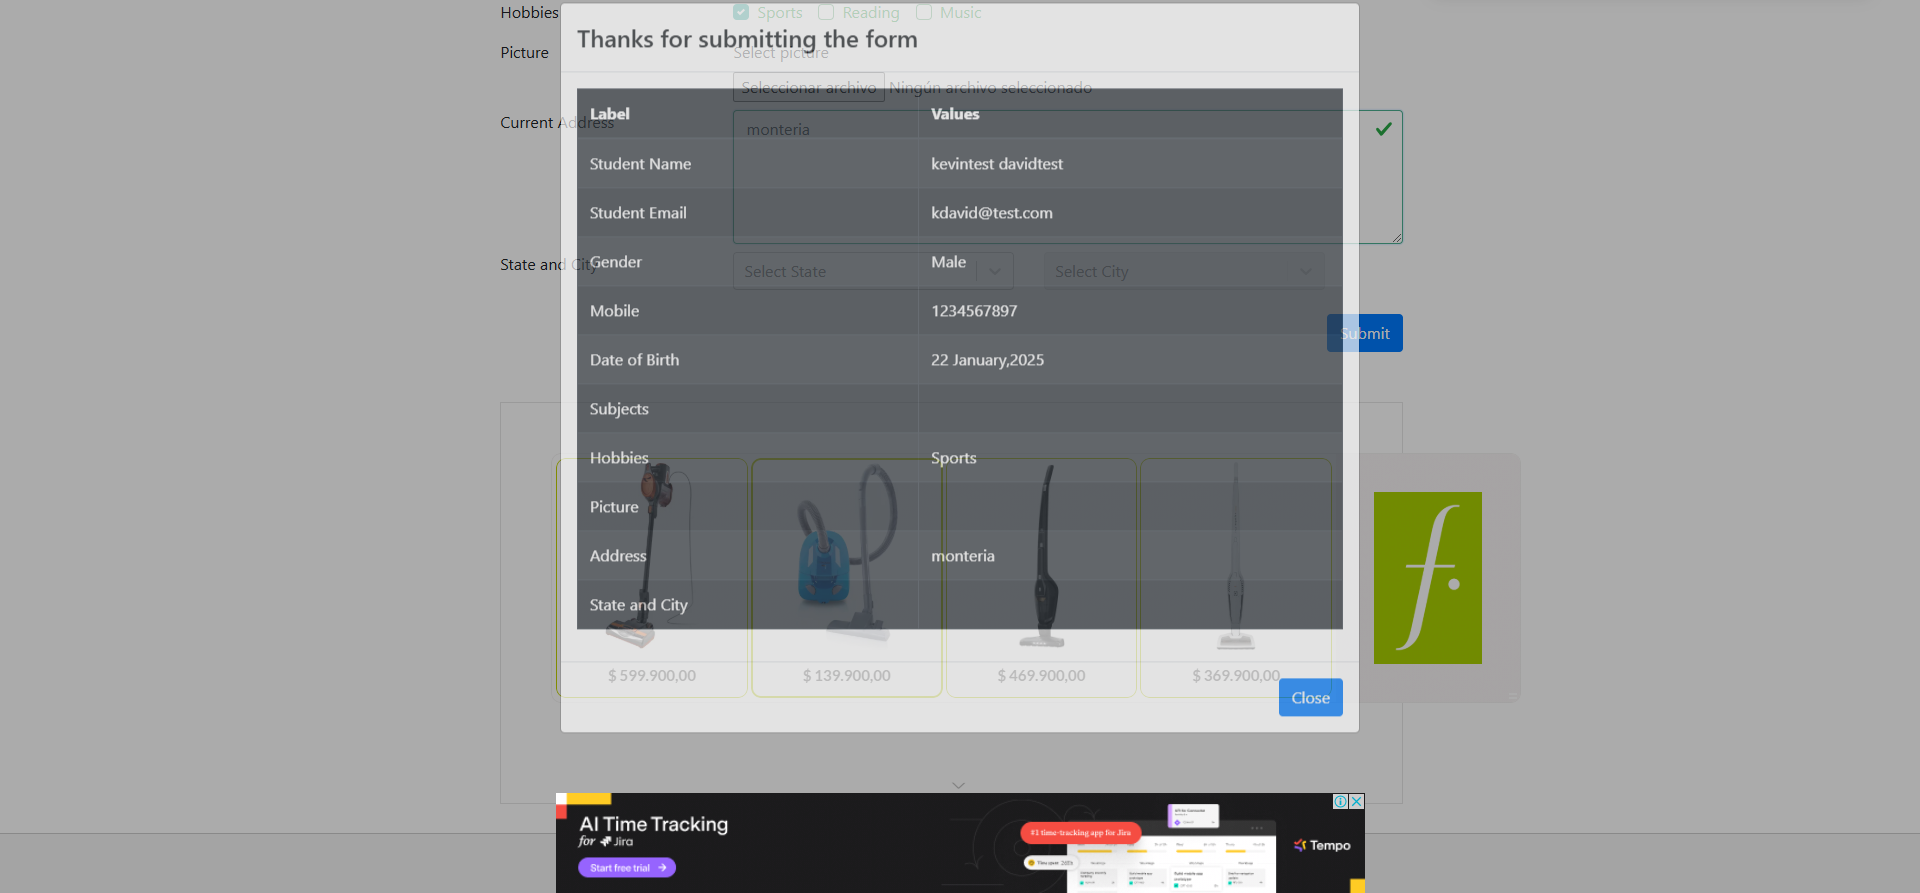 Hobbies Sports Reading Music
Thanks for submitting the form
Picture Select picture
Seleccionar archivo Ningún archivo seleccionado
Label Values
Current Address monteria
Student Name kevintest davidtest
Student Email kdavid@test.com
Gender Male
State and City Select State Select City
Mobile 1234567897
Submit
Date of Birth 22 January,2025
Subjects
Hobbies Sports
Picture
Address monteria
State and City
$ 599.900,00 $ 139.900,00 $ 469.900,00 $ 369.900,00
Close
f.
AI Time Tracking
for Jira
Start free trial
#1 time-tracking app for Jira
Tempo